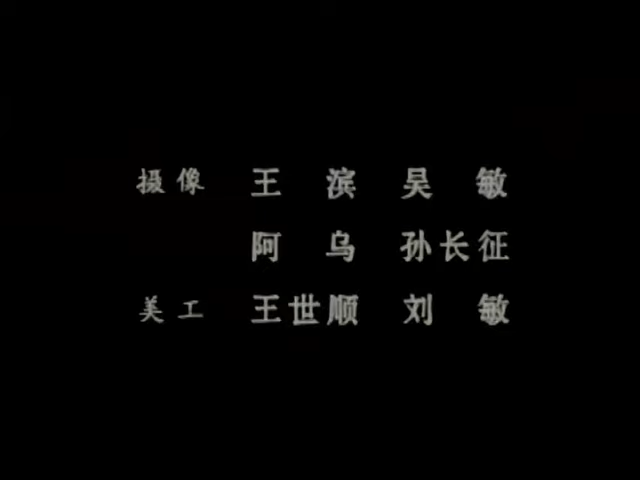 摄像 王 滨 吴 敏
阿 乌 孙长征
美工 王世顺 刘 敏